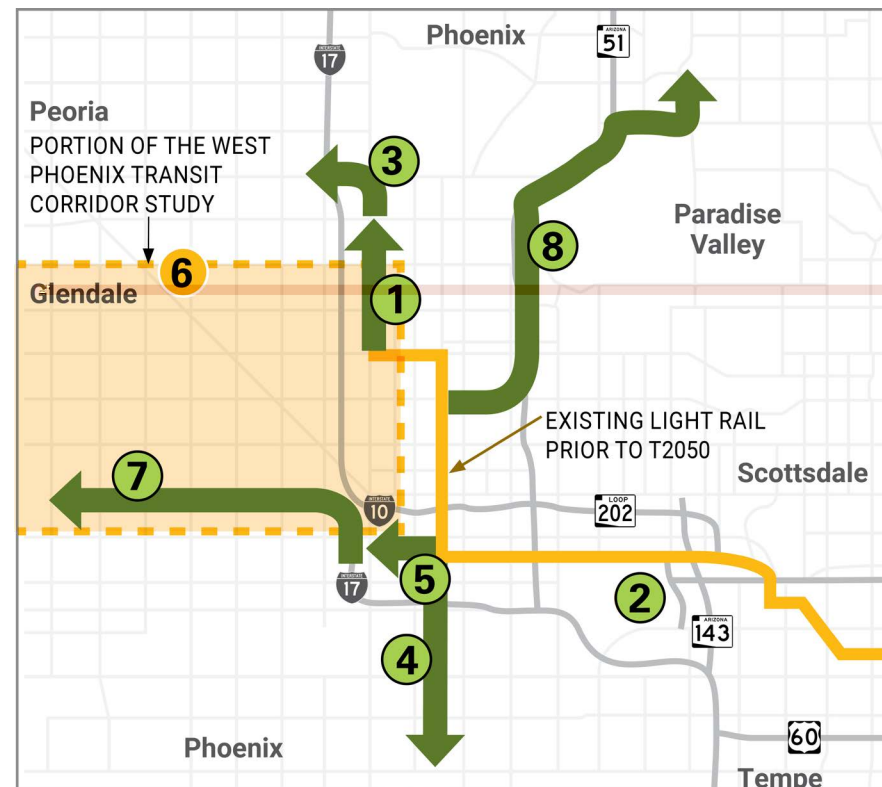 Phoenix
ARIZONA
51
INTERSTATE
17
Peoria
PORTION OF THE WEST
PHOENIX TRANSIT
CORRIDOR STUDY
3
Paradise
Valley
8
6
Glendale
1
EXISTING LIGHT RAIL
PRIOR TO T2050
Scottsdale
7
INTERSTATE
10
LOOP
202
5
INTERSTATE
17
2
ARIZONA
143
4
Phoenix
60
Tempe